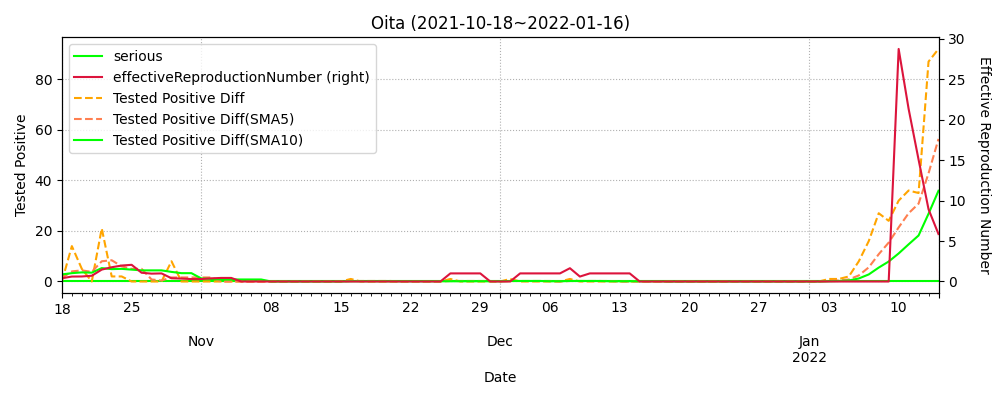 Oita (2021-10-18~2022-01-16)
serious
effectiveReproductionNumber (right)
Tested Positive Diff
Tested Positive Diff(SMA5)
Tested Positive Diff(SMA10)
Tested Positive
80
60
40
20
0
Effective Reproduction Number
30
25
20
15
10
5
0
18 25 08 15 22 29 06 13 20 27 03 10
Nov Dec Jan
2022
Date